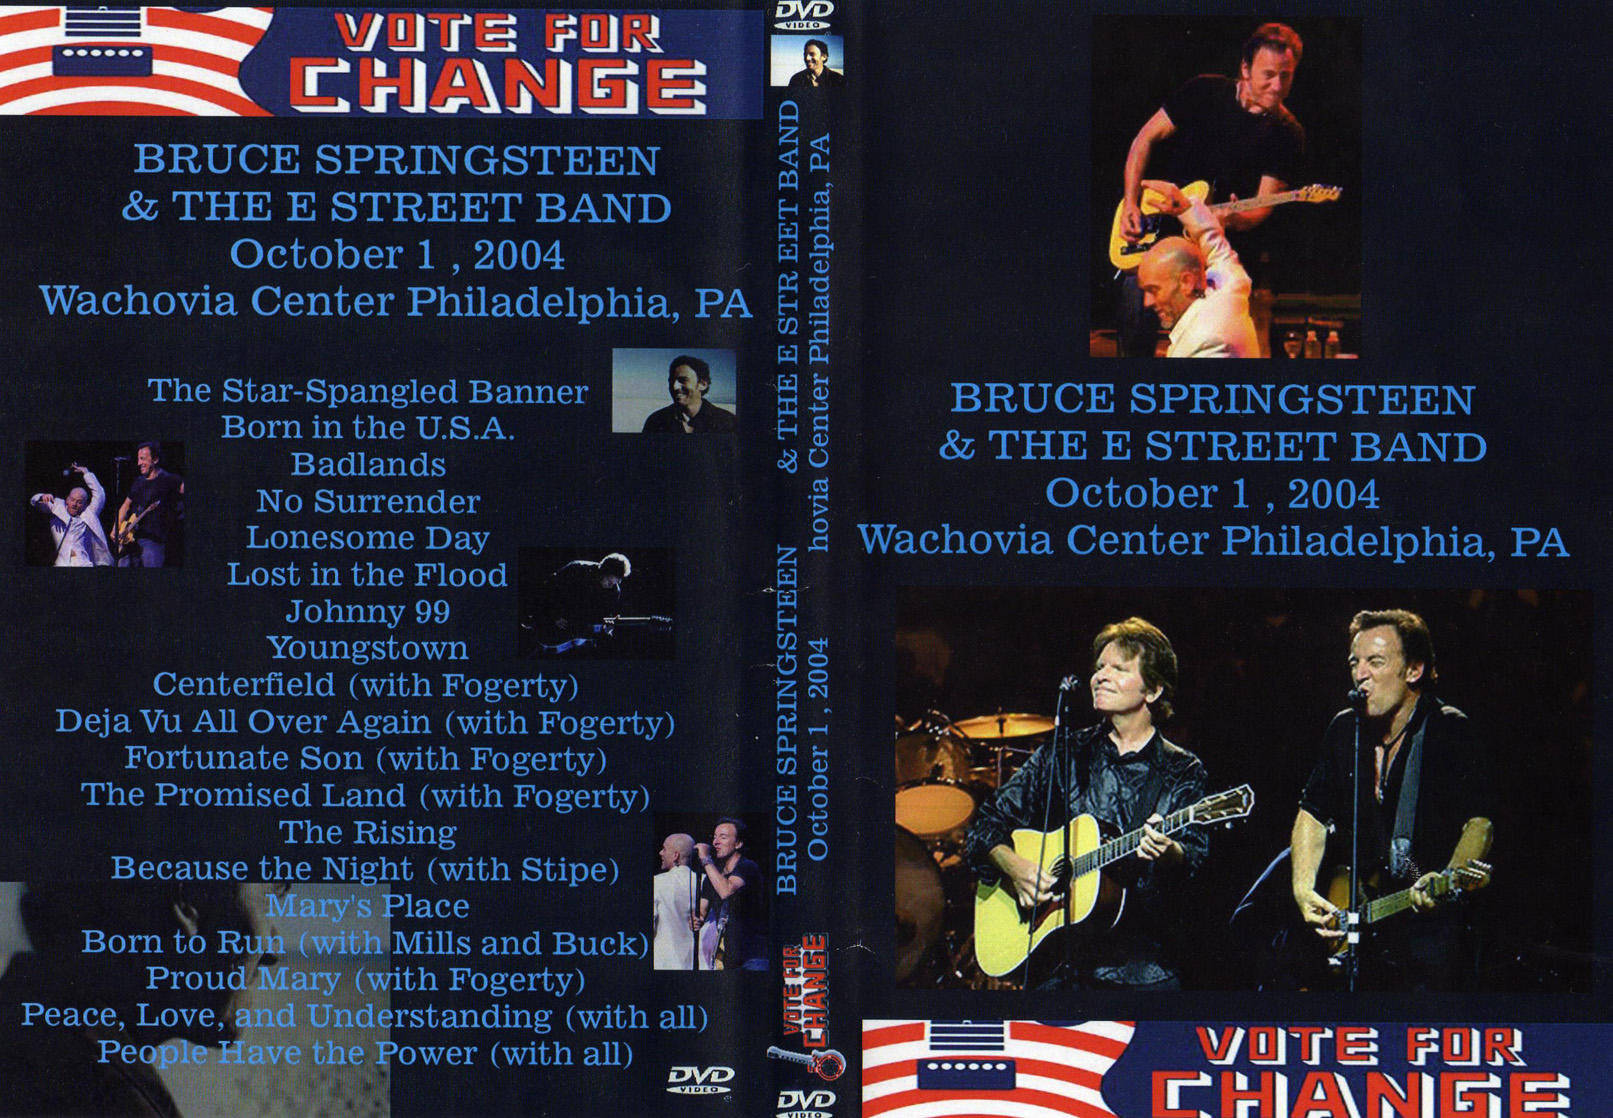 VOTE FOR
CHANGE
BRUCE SPRINGSTEEN
& THE E STREET BAND
October 1 , 2004
Wachovia Center Philadelphia, PA
The Star-Spangled Banner
Born in the U.S.A.
Badlands
No Surrender
Lonesome Day
Lost in the Flood
Johnny 99
Youngstown
Centerfield (with Fogerty)
Deja Vu All Over Again (with Fogerty)
Fortunate Son (with Fogerty)
The Promised Land (with Fogerty)
The Rising
Because the Night (with Stipe)
Mary's Place
Born to Run (with Mills and Buck)
Proud Mary (with Fogerty)
Peace, Love, and Understanding (with all)
People Have the Power (with all)
DVD
VIDEO
DVD
VIDEO
BRUCE SPRINGSTEEN & THE E STR EET BAND
October 1 , 2004 hovia Center Philadelphia, PA
VOTE FOR
CHANGE
DVD
VIDEO
BRUCE SPRINGSTEEN
& THE E STREET BAND
October 1 , 2004
Wachovia Center Philadelphia, PA
VOTE FOR
CHANGE